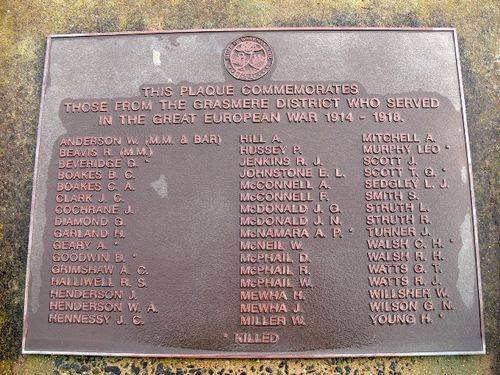 THIS PLAQUE COMMEMORATES
THOSE FROM THE GRASMERE DISTRICT WHO SERVED
IN THE GREAT EUROPEAN WAR 1914 - 1918.
ANDERSON W. (M.M. & BAR)
BEAVIS R. (M.M.)
BEVERIDGE G. *
BOAKES B. C.
BOAKES C. A.
CLARK J. C.
COCHRANE J.
DIAMOND G.
GARLAND H.
GEARY A. *
GOODWIN B. *
GRIMSHAW A. C.
HALLIWELL R. S.
HENDERSON J.
HENDERSON W. A.
HENNESSY J. C.
HILL A.
HUSSEY P.
JENKINS R. J.
JOHNSTONE E. L.
McCONNELL A.
McCONNELL F.
McDONALD J. G.
McDONALD J. N.
McNAMARA A. P. *
McNEIL W.
McPHAIL D.
McPHAIL R.
McPHAIL W.
MEWHA H.
MEWHA J.
MILLER W.
MITCHELL A.
MURPHY LEO *
SCOTT J.
SCOTT T. G. *
SEDGLEY L. J.
SMITH S.
STRUTH L.
STRUTH R.
TURNER J.
WALSH C. H. *
WALSH R. H.
WATTS G. T.
WATTS R. J.
WILLSHER W.
WILSON G. N.
YOUNG H. *
* KILLED